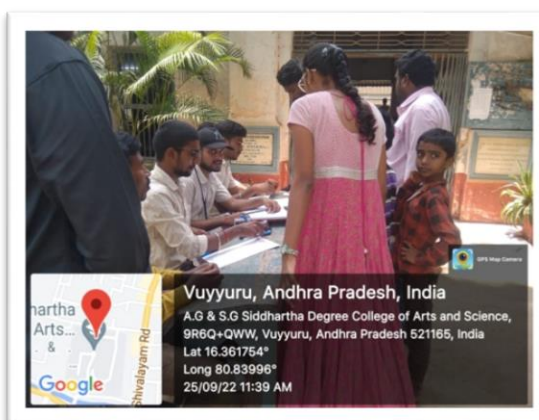 GPS Map Camera
Vuyyuru, Andhra Pradesh, India
A.G & S.G Siddhartha Degree College of Arts and Science,
9R6Q+QWW, Vuyyuru, Andhra Pradesh 521165, India
Lat 16.361754°
Long 80.83996°
25/09/22 11:39 AM
hartha
Arts...
&
Google
hivalayam Rd